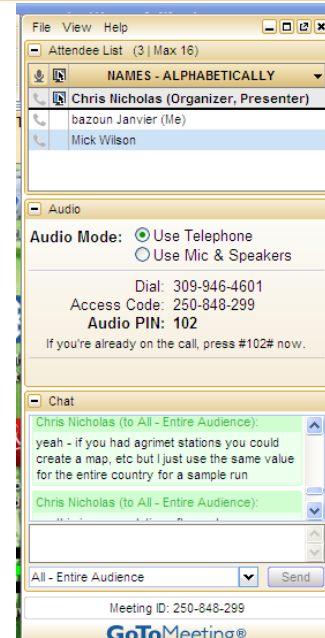 File View Help
Attendee List (3 | Max 16)
NAMES - ALPHABETICALLY
Chris Nicholas (Organizer, Presenter)
bazoun Janvier (Me)
Mick Wilson
Audio
Audio Mode: Use Telephone
Use Mic & Speakers
Dial: 309-946-4601
Access Code: 250-848-299
Audio PIN: 102
If you're already on the call, press #102# now.
Chat
Chris Nicholas (to All - Entire Audience):
yeah - if you had agrimet stations you could
create a map, etc but I just use the same value
for the entire country for a sample run
Chris Nicholas (to All - Entire Audience):
All - Entire Audience
Send
Meeting ID: 250-848-299
GoToMeeting®